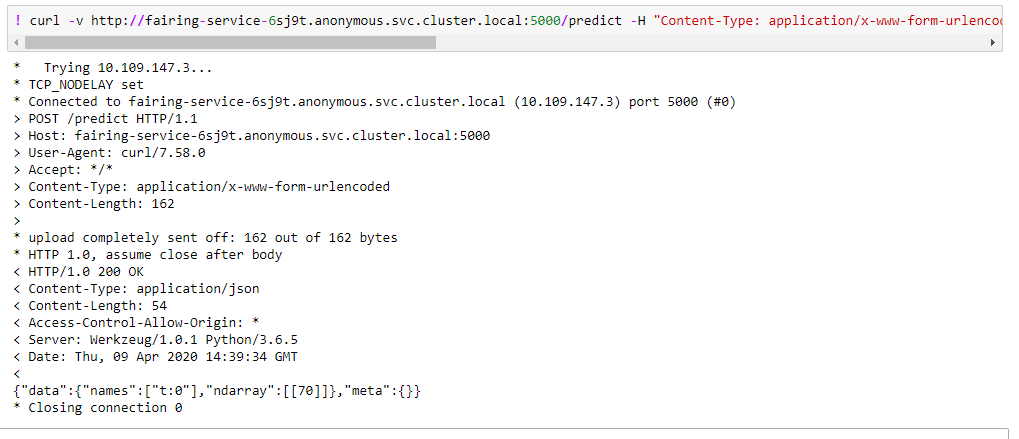 ! curl -v http://fairing-service-6sj9t.anonymous.svc.cluster.local:5000/predict -H "Content-Type: application/x-www-form-urlencod
*   Trying 10.109.147.3...
* TCP_NODELAY set
* Connected to fairing-service-6sj9t.anonymous.svc.cluster.local (10.109.147.3) port 5000 (#0)
> POST /predict HTTP/1.1
> Host: fairing-service-6sj9t.anonymous.svc.cluster.local:5000
> User-Agent: curl/7.58.0
> Accept: */*
> Content-Type: application/x-www-form-urlencoded
> Content-Length: 162
>
* upload completely sent off: 162 out of 162 bytes
* HTTP 1.0, assume close after body
< HTTP/1.0 200 OK
< Content-Type: application/json
< Content-Length: 54
< Access-Control-Allow-Origin: *
< Server: Werkzeug/1.0.1 Python/3.6.5
< Date: Thu, 09 Apr 2020 14:39:34 GMT
<
{"data":{"names":["t:0"],"ndarray":[[70]]},"meta":{}}
* Closing connection 0